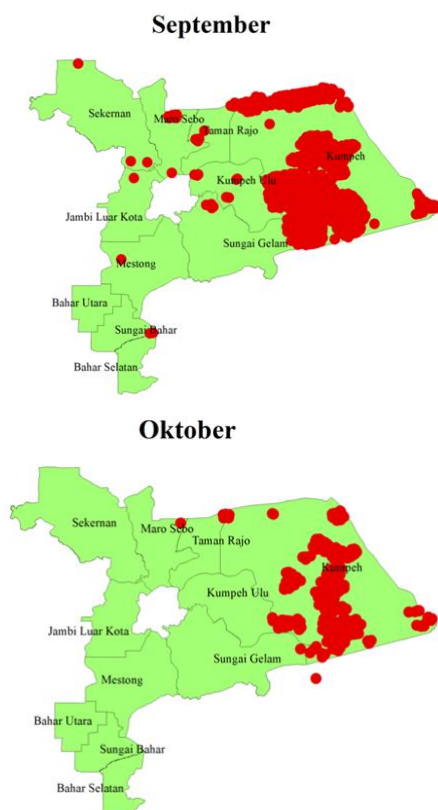 September
Sekernan
Maro Sebo
Taman Rajo
Kumpeh
Kumpeh Ulu
Jambi Luar Kota
Sungai Gelam
Mestong
Bahar Utara
Sungai Bahar
Bahar Selatan
Oktober
Sekernan
Maro Sebo
Taman Rajo
Kumpeh
Kumpeh Ulu
Jambi Luar Kota
Sungai Gelam
Mestong
Bahar Utara
Sungai Bahar
Bahar Selatan